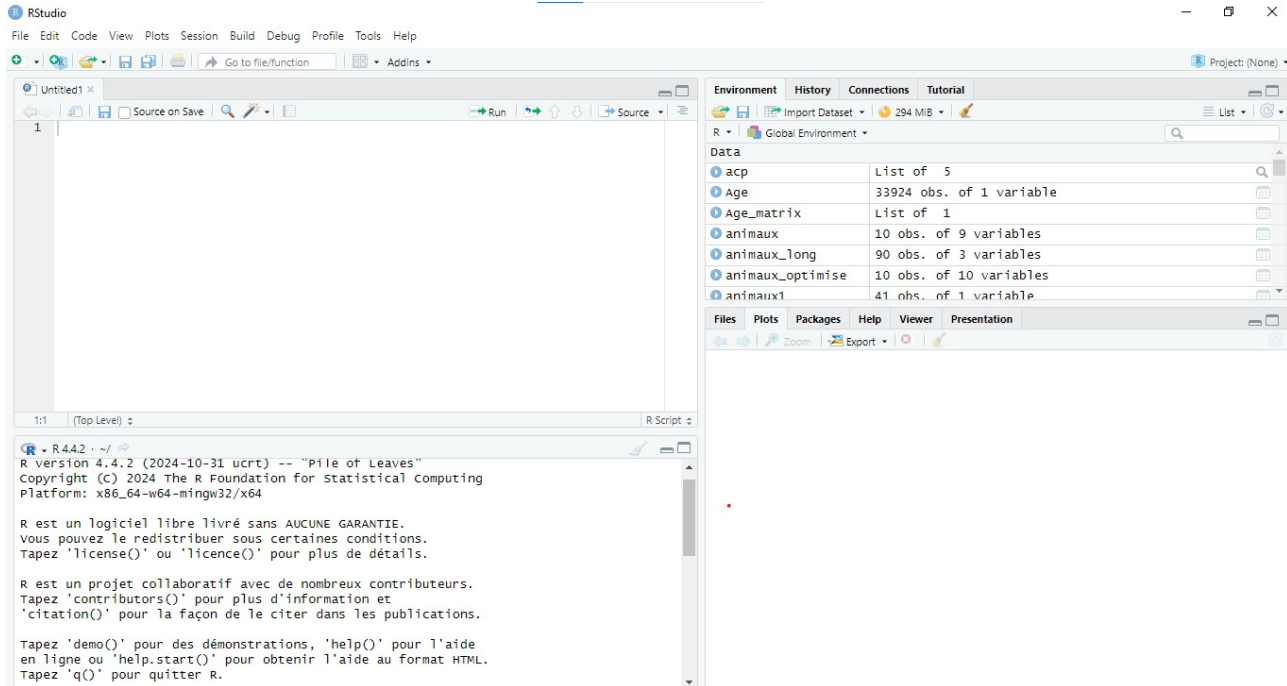 RStudio
File Edit Code View Plots Session Build Debug Profile Tools Help
Go to file/function Addins Project: (None)
Untitled1
Source on Save Run Source
1
1:1 (Top Level) R Script
R 4.4.2 · ~/
R version 4.4.2 (2024-10-31 ucrt) -- "Pile of Leaves"
Copyright (C) 2024 The R Foundation for Statistical Computing
Platform: x86_64-w64-mingw32/x64
R est un logiciel libre livré sans AUCUNE GARANTIE.
Vous pouvez le redistribuer sous certaines conditions.
Tapez 'license()' ou 'licence()' pour plus de détails.
R est un projet collaboratif avec de nombreux contributeurs.
Tapez 'contributors()' pour plus d'information et
'citation()' pour la façon de le citer dans les publications.
Tapez 'demo()' pour des démonstrations, 'help()' pour l'aide
en ligne ou 'help.start()' pour obtenir l'aide au format HTML.
Tapez 'q()' pour quitter R.
Environment History Connections Tutorial
Import Dataset 294 MiB List
R Global Environment
Data
acp List of 5
Age 33924 obs. of 1 variable
Age_matrix List of 1
animaux 10 obs. of 9 variables
animaux_long 90 obs. of 3 variables
animaux_optimise 10 obs. of 10 variables
animaux1 41 obs. of 1 variable
Files Plots Packages Help Viewer Presentation
Zoom Export